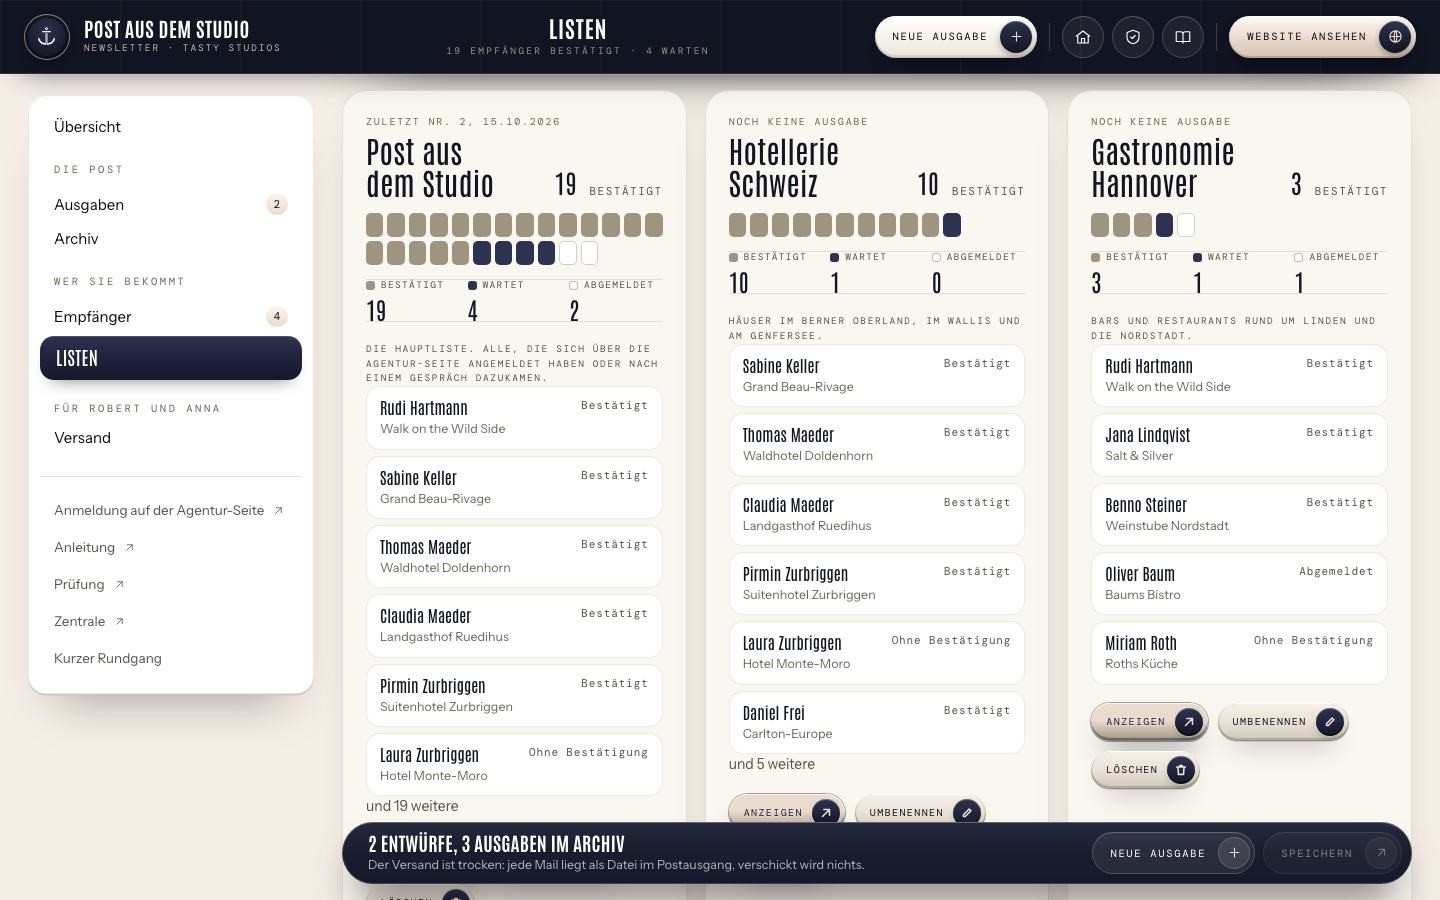 POST AUS DEM STUDIO
NEWSLETTER · TASTY STUDIOS
LISTEN
19 EMPFÄNGER BESTÄTIGT · 4 WARTEN
NEUE AUSGABE
WEBSITE ANSEHEN
Übersicht
DIE POST
Ausgaben 2
Archiv
WER SIE BEKOMMT
Empfänger 4
LISTEN
FÜR ROBERT UND ANNA
Versand
Anmeldung auf der Agentur-Seite
Anleitung
Prüfung
Zentrale
Kurzer Rundgang
ZULETZT NR. 2, 15.10.2026
Post aus
dem Studio 19 BESTÄTIGT
BESTÄTIGT WARTET ABGEMELDET
19 4 2
DIE HAUPTLISTE. ALLE, DIE SICH ÜBER DIE
AGENTUR-SEITE ANGEMELDET HABEN ODER NACH
EINEM GESPRÄCH DAZUKAMEN.
Rudi Hartmann Bestätigt
Walk on the Wild Side
Sabine Keller Bestätigt
Grand Beau-Rivage
Thomas Maeder Bestätigt
Waldhotel Doldenhorn
Claudia Maeder Bestätigt
Landgasthof Ruedihus
Pirmin Zurbriggen Bestätigt
Suitenhotel Zurbriggen
Laura Zurbriggen Ohne Bestätigung
Hotel Monte-Moro
und 19 weitere
NOCH KEINE AUSGABE
Hotellerie
Schweiz 10 BESTÄTIGT
BESTÄTIGT WARTET ABGEMELDET
10 1 0
HÄUSER IM BERNER OBERLAND, IM WALLIS UND
AM GENFERSEE.
Sabine Keller Bestätigt
Grand Beau-Rivage
Thomas Maeder Bestätigt
Waldhotel Doldenhorn
Claudia Maeder Bestätigt
Landgasthof Ruedihus
Pirmin Zurbriggen Bestätigt
Suitenhotel Zurbriggen
Laura Zurbriggen Ohne Bestätigung
Hotel Monte-Moro
Daniel Frei Bestätigt
Carlton-Europe
und 5 weitere
ANZEIGEN UMBENENNEN
NOCH KEINE AUSGABE
Gastronomie
Hannover 3 BESTÄTIGT
BESTÄTIGT WARTET ABGEMELDET
3 1 1
BARS UND RESTAURANTS RUND UM LINDEN UND
DIE NORDSTADT.
Rudi Hartmann Bestätigt
Walk on the Wild Side
Jana Lindqvist Bestätigt
Salt & Silver
Benno Steiner Bestätigt
Weinstube Nordstadt
Oliver Baum Abgemeldet
Baums Bistro
Miriam Roth Ohne Bestätigung
Roths Küche
ANZEIGEN UMBENENNEN
LÖSCHEN
2 ENTWÜRFE, 3 AUSGABEN IM ARCHIV
Der Versand ist trocken: jede Mail liegt als Datei im Postausgang, verschickt wird nichts.
NEUE AUSGABE
SPEICHERN